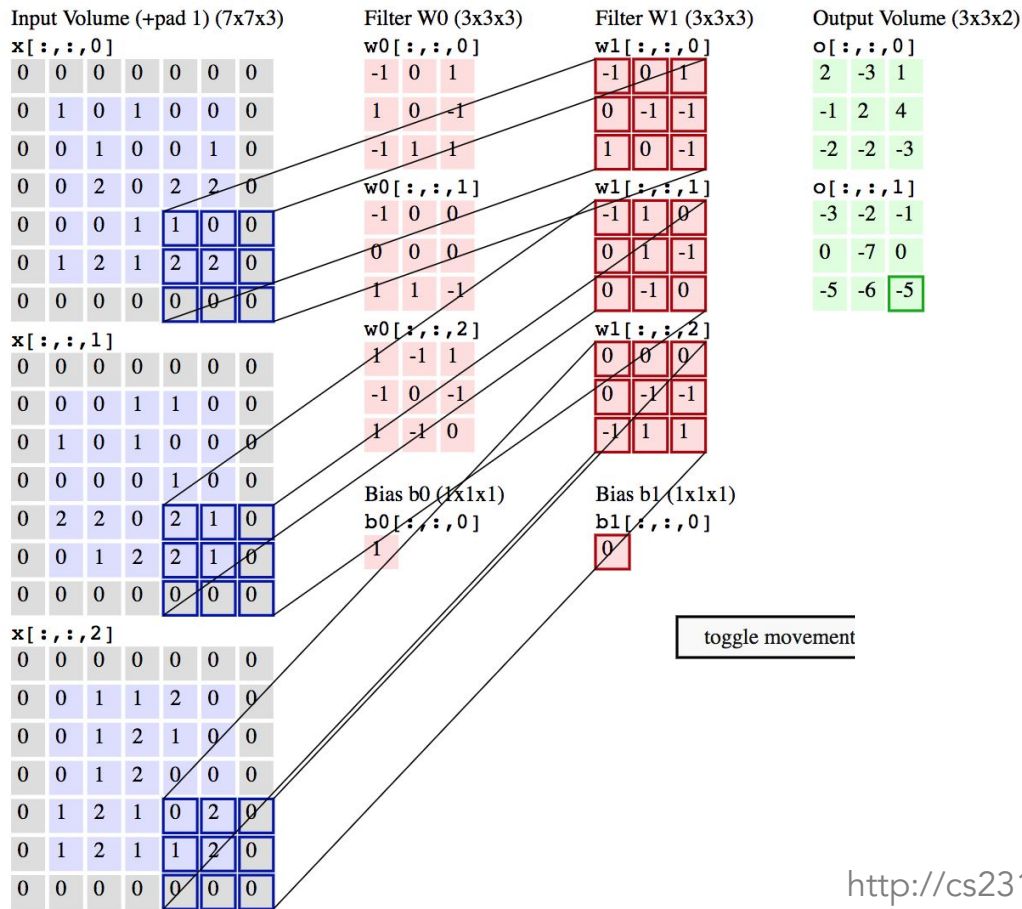 Input Volume (+pad 1) (7x7x3)
x[:,:,0]
0 0 0 0 0 0 0
0 1 0 1 0 0 0
0 0 1 0 0 1 0
0 0 2 0 2 2 0
0 0 0 1 1 0 0
0 1 2 1 2 2 0
0 0 0 0 0 0 0
x[:,:,1]
0 0 0 0 0 0 0
0 0 0 1 1 0 0
0 1 0 1 0 0 0
0 0 0 0 1 0 0
0 2 2 0 2 1 0
0 0 1 2 2 1 0
0 0 0 0 0 0 0
x[:,:,2]
0 0 0 0 0 0 0
0 0 1 1 2 0 0
0 0 1 2 1 0 0
0 0 1 2 0 0 0
0 1 2 1 0 2 0
0 1 2 1 1 2 0
0 0 0 0 0 0 0
Filter W0 (3x3x3)
w0[:,:,0]
-1 0 1
1 0 -1
-1 1 1
w0[:,:,1]
-1 0 0
0 0 0
1 1 -1
w0[:,:,2]
1 -1 1
-1 0 -1
1 -1 0
Bias b0 (1x1x1)
b0[:,:,0]
1
Filter W1 (3x3x3)
w1[:,:,0]
-1 0 1
0 -1 -1
1 0 -1
w1[:,:,1]
-1 1 0
0 1 -1
0 -1 0
w1[:,:,2]
0 0 0
0 -1 -1
-1 1 1
Bias b1 (1x1x1)
b1[:,:,0]
0
Output Volume (3x3x2)
o[:,:,0]
2 -3 1
-1 2 4
-2 -2 -3
o[:,:,1]
-3 -2 -1
0 -7 0
-5 -6 -5
toggle movement
http://cs231